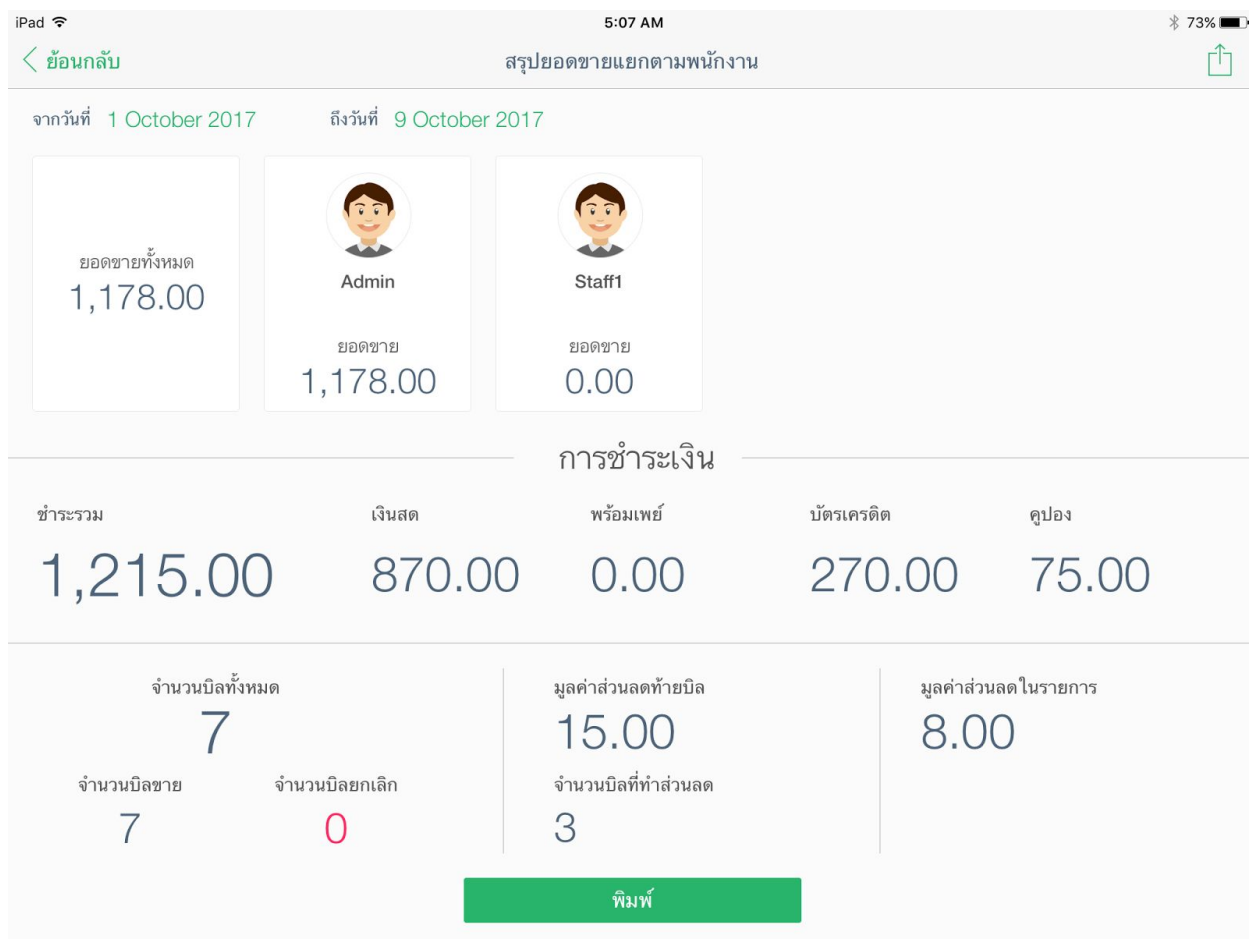 iPad 5:07 AM 73%
ย้อนกลับ สรุปยอดขายแยกตามพนักงาน
จากวันที่ 1 October 2017 ถึงวันที่ 9 October 2017
ยอดขายทั้งหมด
1,178.00
Admin
ยอดขาย
1,178.00
Staff1
ยอดขาย
0.00
การชำระเงิน
ชำระรวม เงินสด พร้อมเพย์ บัตรเครดิต คูปอง
1,215.00 870.00 0.00 270.00 75.00
จำนวนบิลทั้งหมด
7
จำนวนบิลขาย จำนวนบิลยกเลิก
7 0
มูลค่าส่วนลดท้ายบิล
15.00
จำนวนบิลที่ทำส่วนลด
3
มูลค่าส่วนลดในรายการ
8.00
พิมพ์